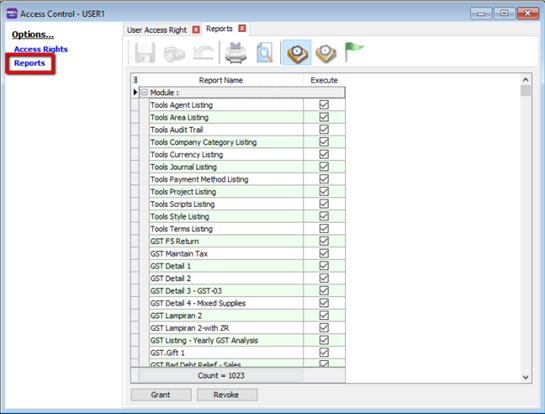 Access Control - USER1
Options...
Access Rights
Reports
User Access Right
Reports
Report Name Execute
Module :
Tools Agent Listing
Tools Area Listing
Tools Audit Trail
Tools Company Category Listing
Tools Currency Listing
Tools Journal Listing
Tools Payment Method Listing
Tools Project Listing
Tools Scripts Listing
Tools Style Listing
Tools Terms Listing
GST F5 Return
GST Maintain Tax
GST Detail 1
GST Detail 2
GST Detail 3 - GST-03
GST Detail 4 - Mixed Supplies
GST Lampiran 2
GST Lampiran 2-with ZR
GST Listing - Yearly GST Analysis
GST.Gift 1
GST Bad Debt Relief - Sales
Count = 1023
Grant Revoke